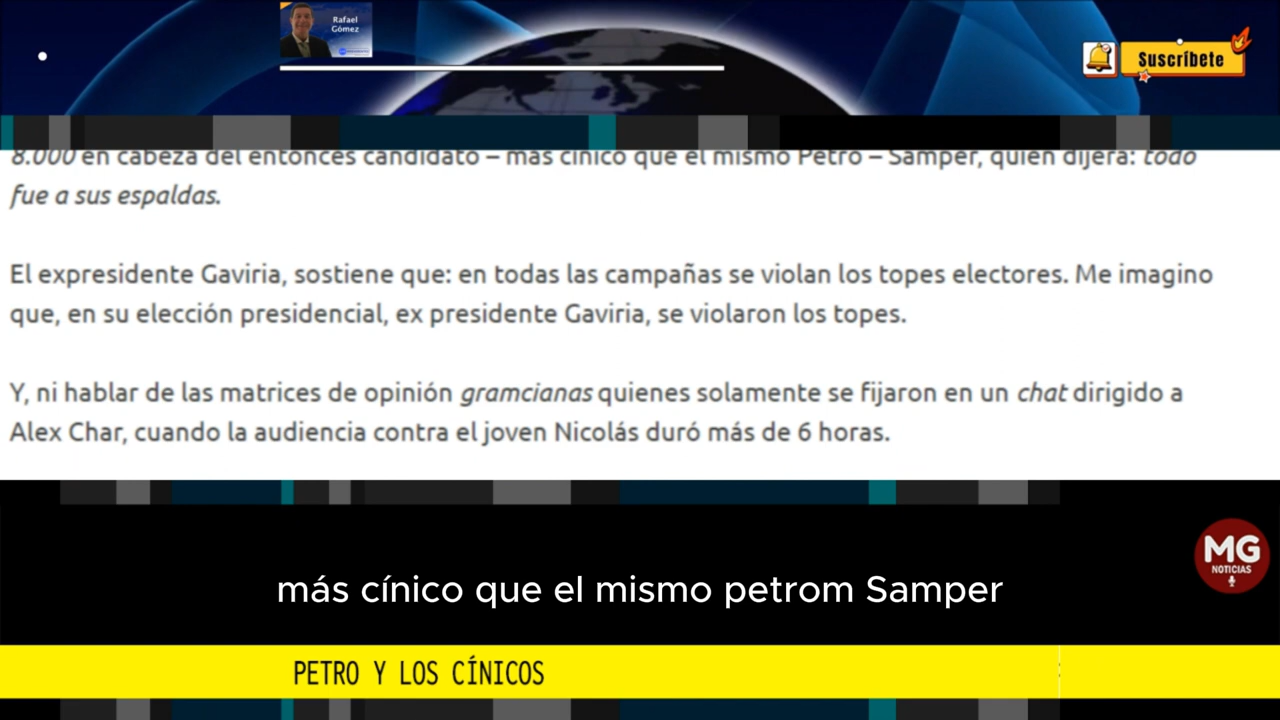 Rafael
Gómez
Suscríbete
8.000 en cabeza del entonces candidato – más cínico que el mismo Petro – Samper, quien dijera: todo
fue a sus espaldas.
El expresidente Gaviria, sostiene que: en todas las campañas se violan los topes electores. Me imagino
que, en su elección presidencial, ex presidente Gaviria, se violaron los topes.
Y, ni hablar de las matrices de opinión gramcianas quienes solamente se fijaron en un chat dirigido a
Alex Char, cuando la audiencia contra el joven Nicolás duró más de 6 horas.
MG
NOTICIAS
más cínico que el mismo petrom Samper
PETRO Y LOS CÍNICOS